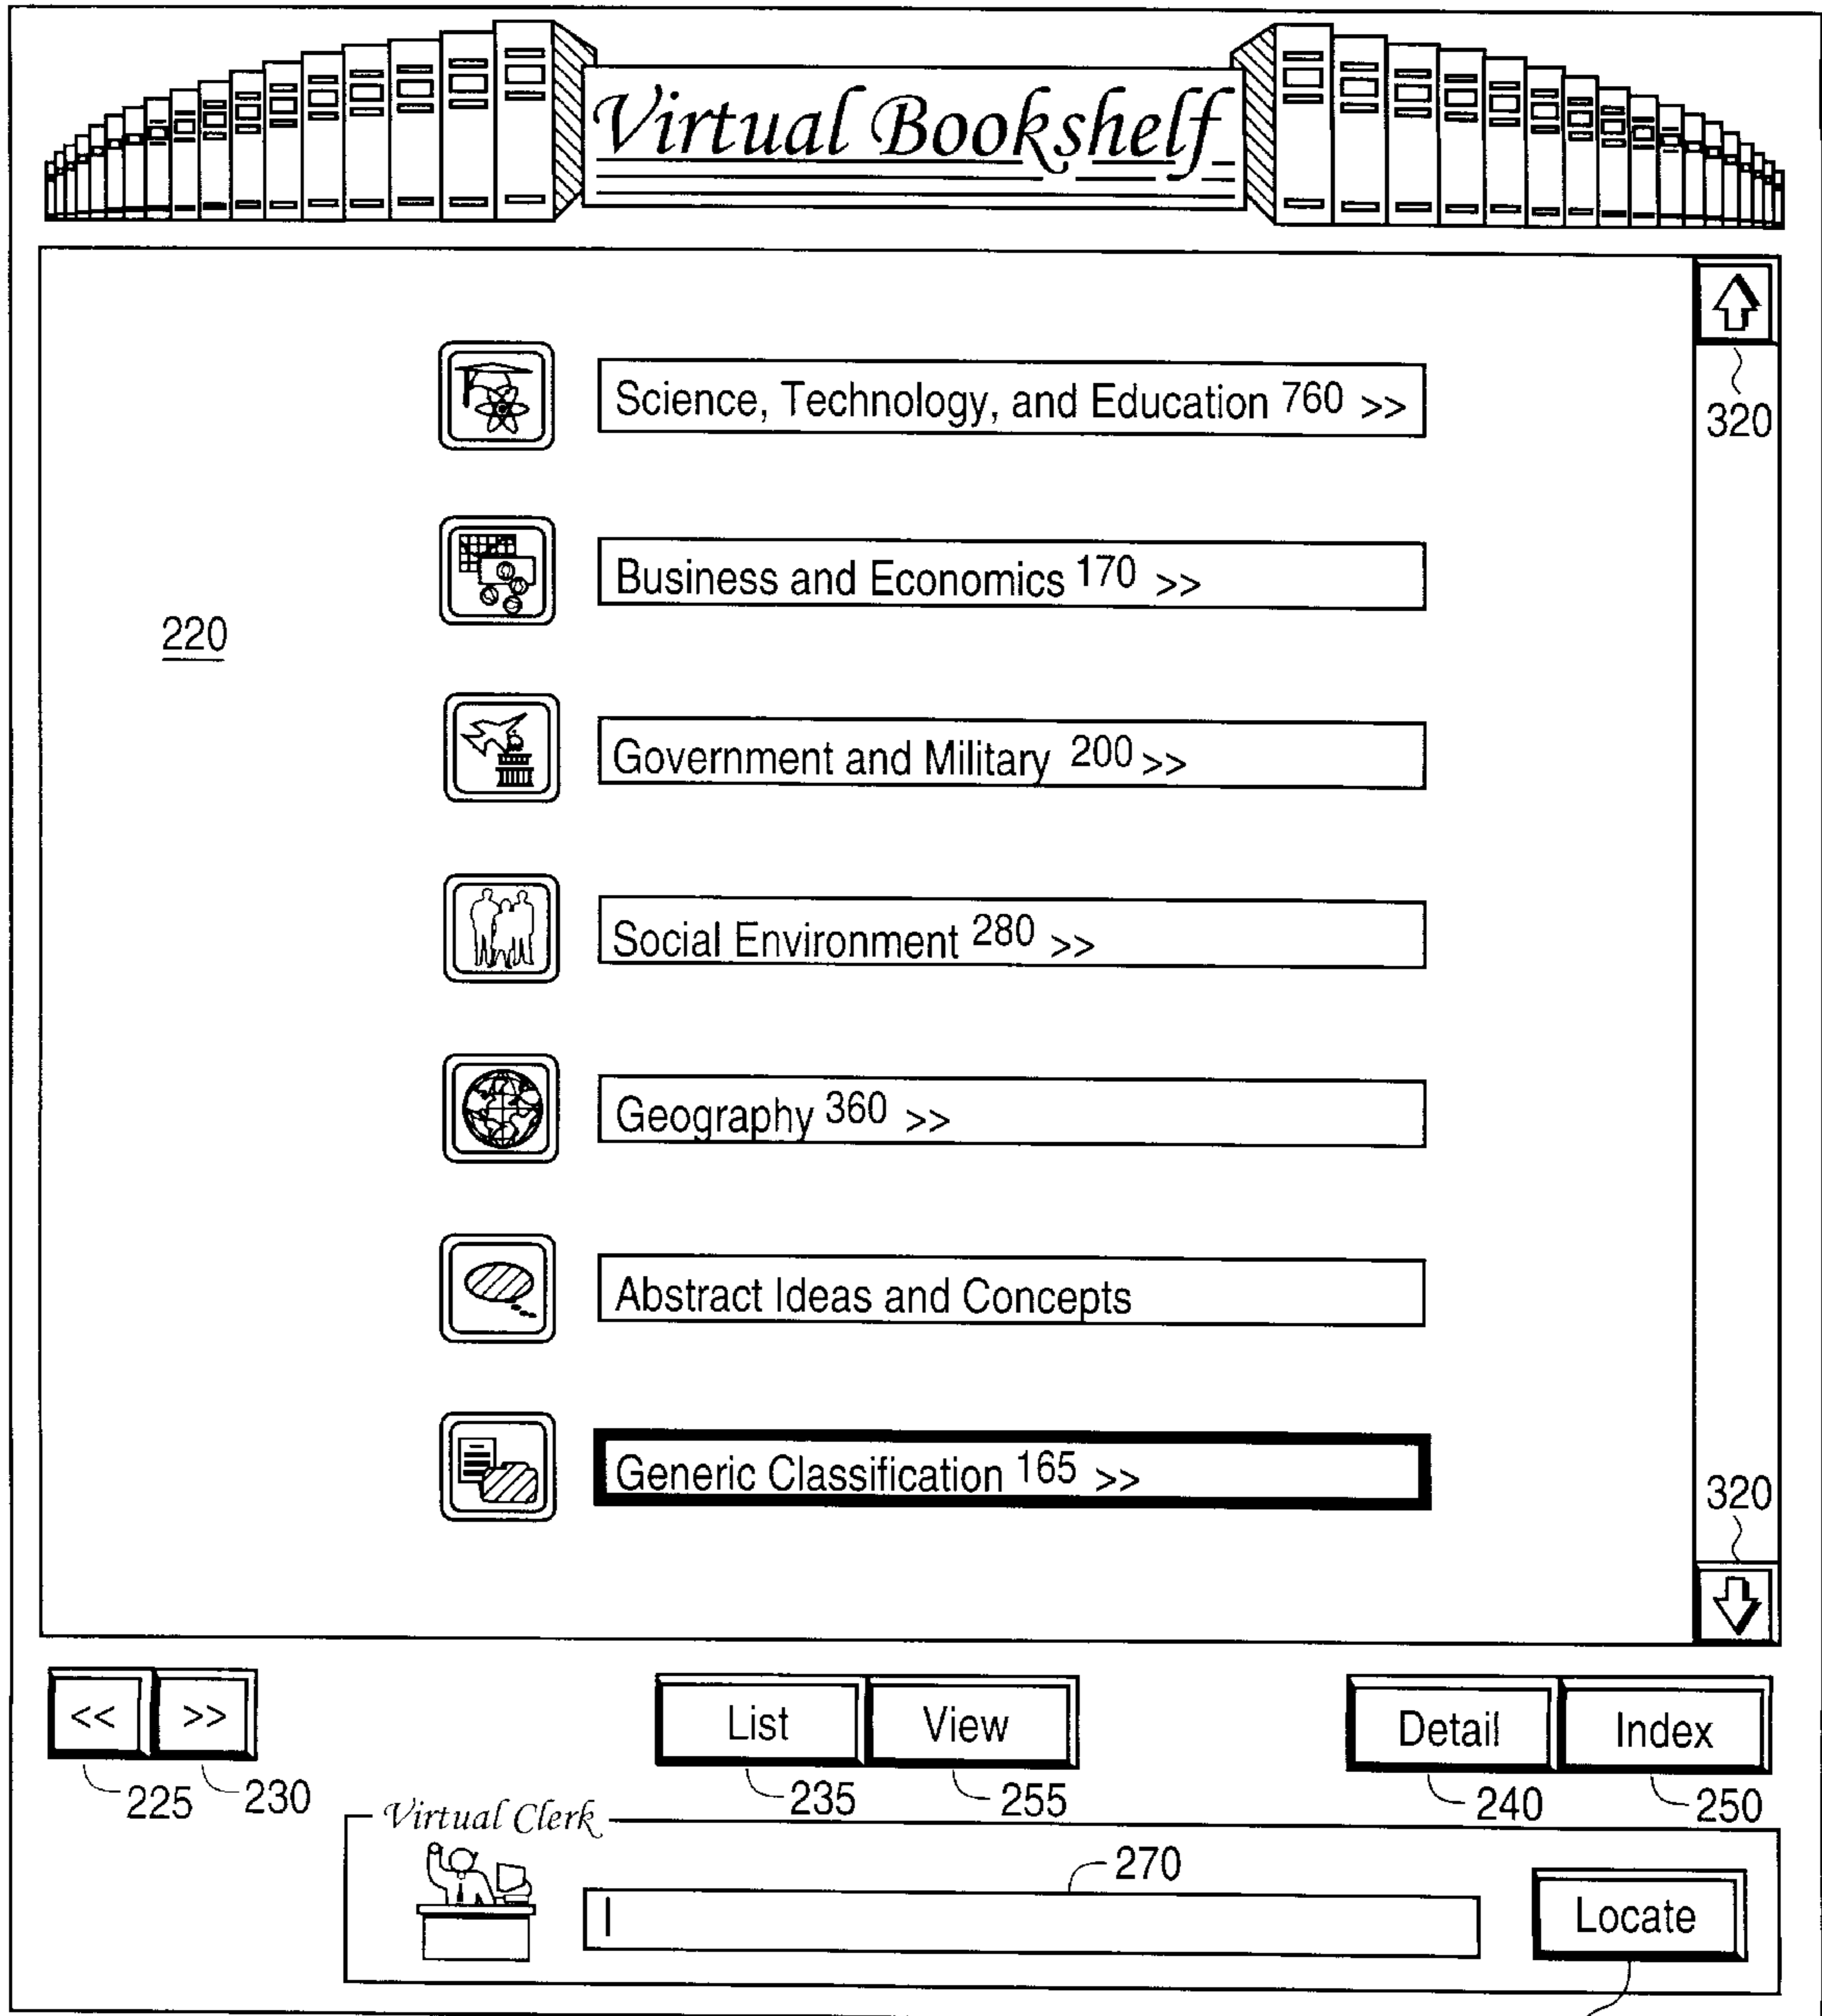 Virtual Bookshelf
Science, Technology, and Education 760 >>
320
Business and Economics 170 >>
220
Government and Military 200 >>
Social Environment 280 >>
Geography 360 >>
Abstract Ideas and Concepts
Generic Classification 165 >>
320
<< >> List View Detail Index
225 230 235 255 240 250
Virtual Clerk
270
Locate